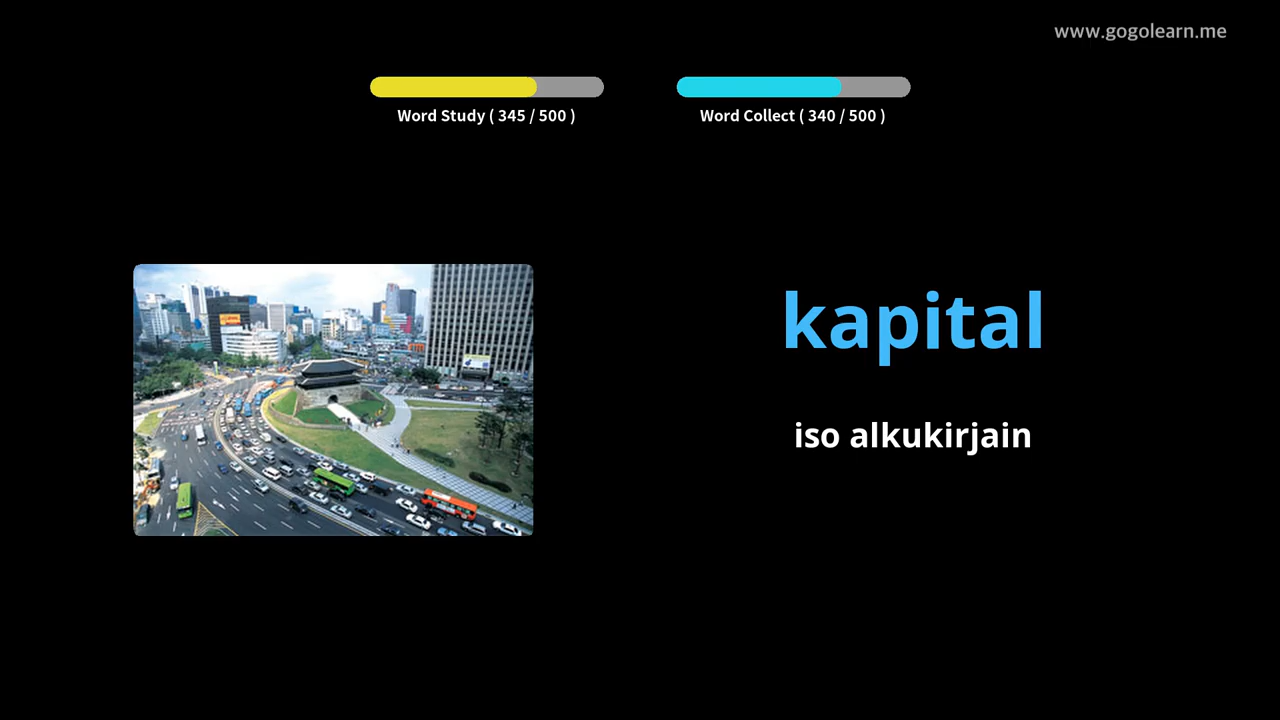 www.gogolearn.me
Word Study ( 345 / 500 )
Word Collect ( 340 / 500 )
kapital
iso alkukirjain